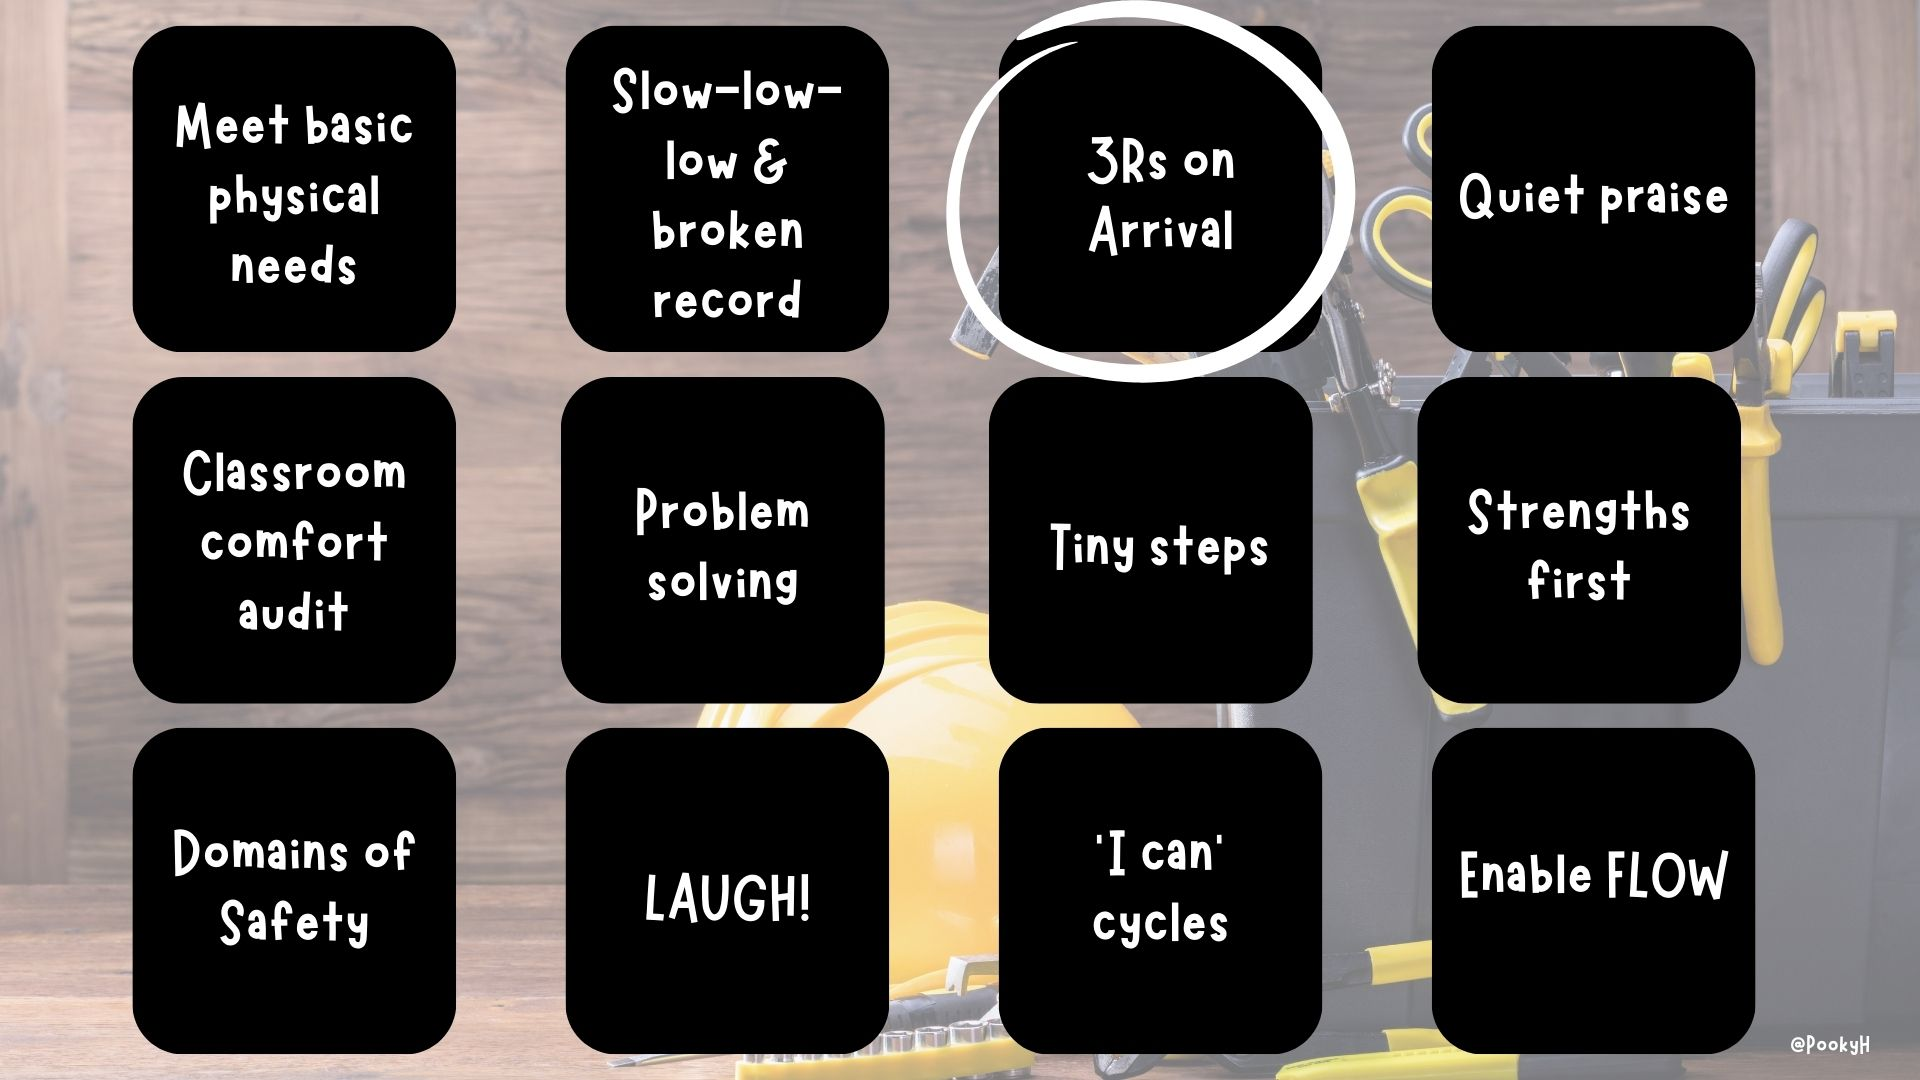 Meet basic
physical
needs
Slow-low-
low &
broken
record
3Rs on
Arrival
Quiet praise
Classroom
comfort
audit
Problem
solving
Tiny steps
Strengths
first
Domains of
Safety
LAUGH!
'I can'
cycles
Enable FLOW
@PookyH